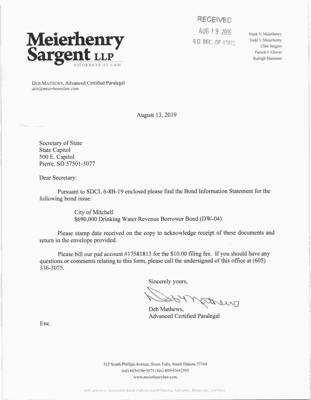 RECEIVED
AUG 19 2019
S.D. SEC. OF STATE
Meierhenry
Sargent LLP
ATTORNEYS AT LAW
Mark V. Meierhenry
Todd V. Meierhenry
Clint Sargent
Patrick J. Glover
Raleigh Hansman
DEB MATHEWS, Advanced Certified Paralegal
deb@meierhenrylaw.com
August 13, 2019
Secretary of State
State Capitol
500 E. Capitol
Pierre, SD 57501-5077
Dear Secretary:
Pursuant to SDCL 6-8B-19 enclosed please find the Bond Information Statement for the
following bond issue:
City of Mitchell
$690,000 Drinking Water Revenue Borrower Bond (DW-04)
Please stamp date received on the copy to acknowledge receipt of these documents and
return in the envelope provided.
Please bill our pad account #17581813 for the $10.00 filing fee. If you should have any
questions or comments relating to this form, please call the undersigned of this office at (605)
336-3075.
Sincerely yours,
Deb Mathews
Deb Mathews,
Advanced Certified Paralegal
Enc.
315 South Phillips Avenue, Sioux Falls, South Dakota 57104
(tel) 605•336•3075 (fax) 605•336•2593
www.meierhenrylaw.com